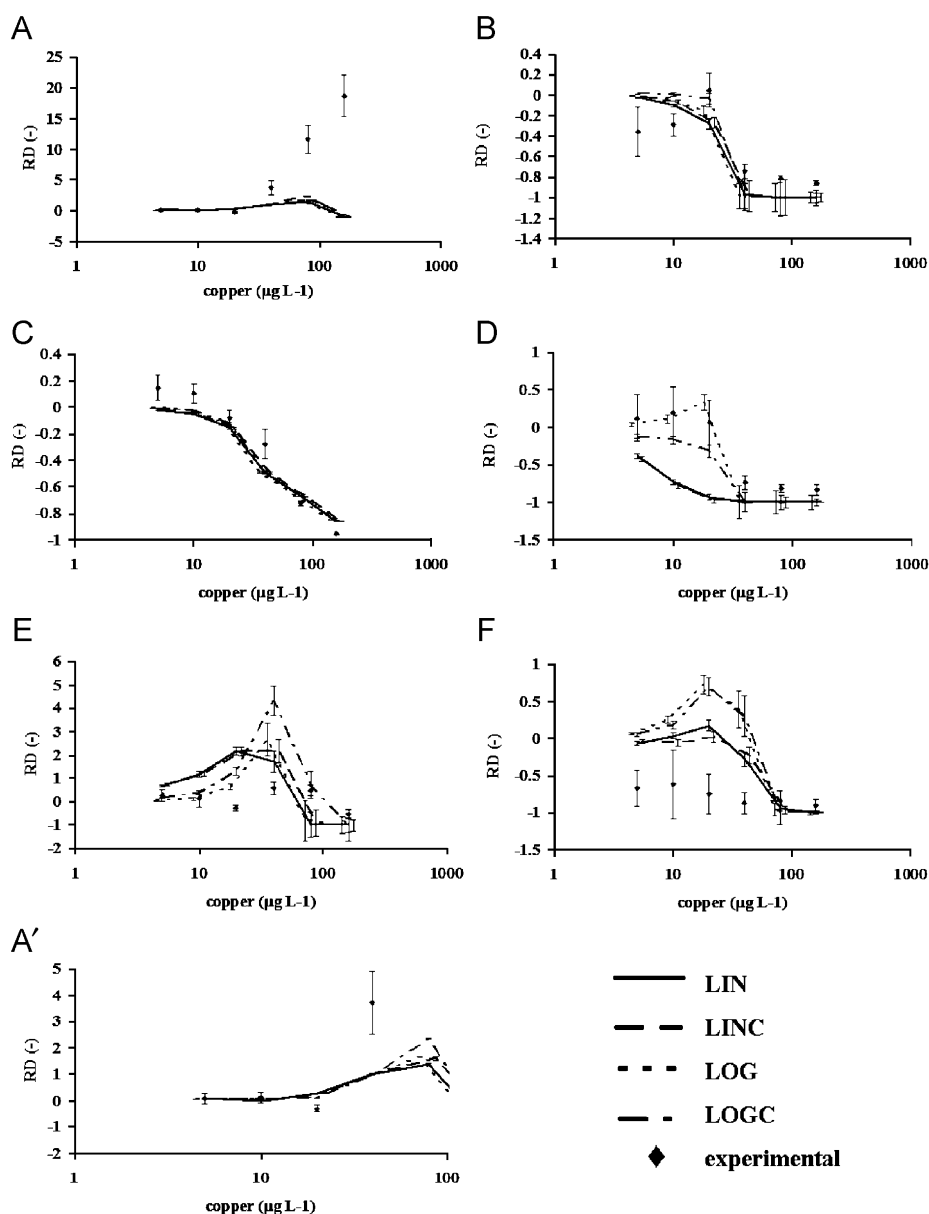 A
25
20
15
10
5
0
-5
RD (-)
1 10 100 1000
copper (µg L-1)
B
0.4
0.2
0
-0.2
-0.4
-0.6
-0.8
-1
-1.2
-1.4
RD (-)
1 10 100 1000
copper (µg L-1)
C
0.4
0.2
0
-0.2
-0.4
-0.6
-0.8
-1
RD (-)
1 10 100 1000
copper (µg L-1)
D
1
0.5
0
-0.5
-1
-1.5
RD (-)
1 10 100 1000
copper (µg L-1)
E
6
5
4
3
2
1
0
-1
-2
RD (-)
1 10 100 1000
copper (µg L-1)
F
1
0.5
0
-0.5
-1
-1.5
RD (-)
1 10 100 1000
copper (µg L-1)
A′
5
4
3
2
1
0
-1
-2
RD (-)
1 10 100
copper (µg L-1)
LIN
LINC
LOG
LOGC
experimental